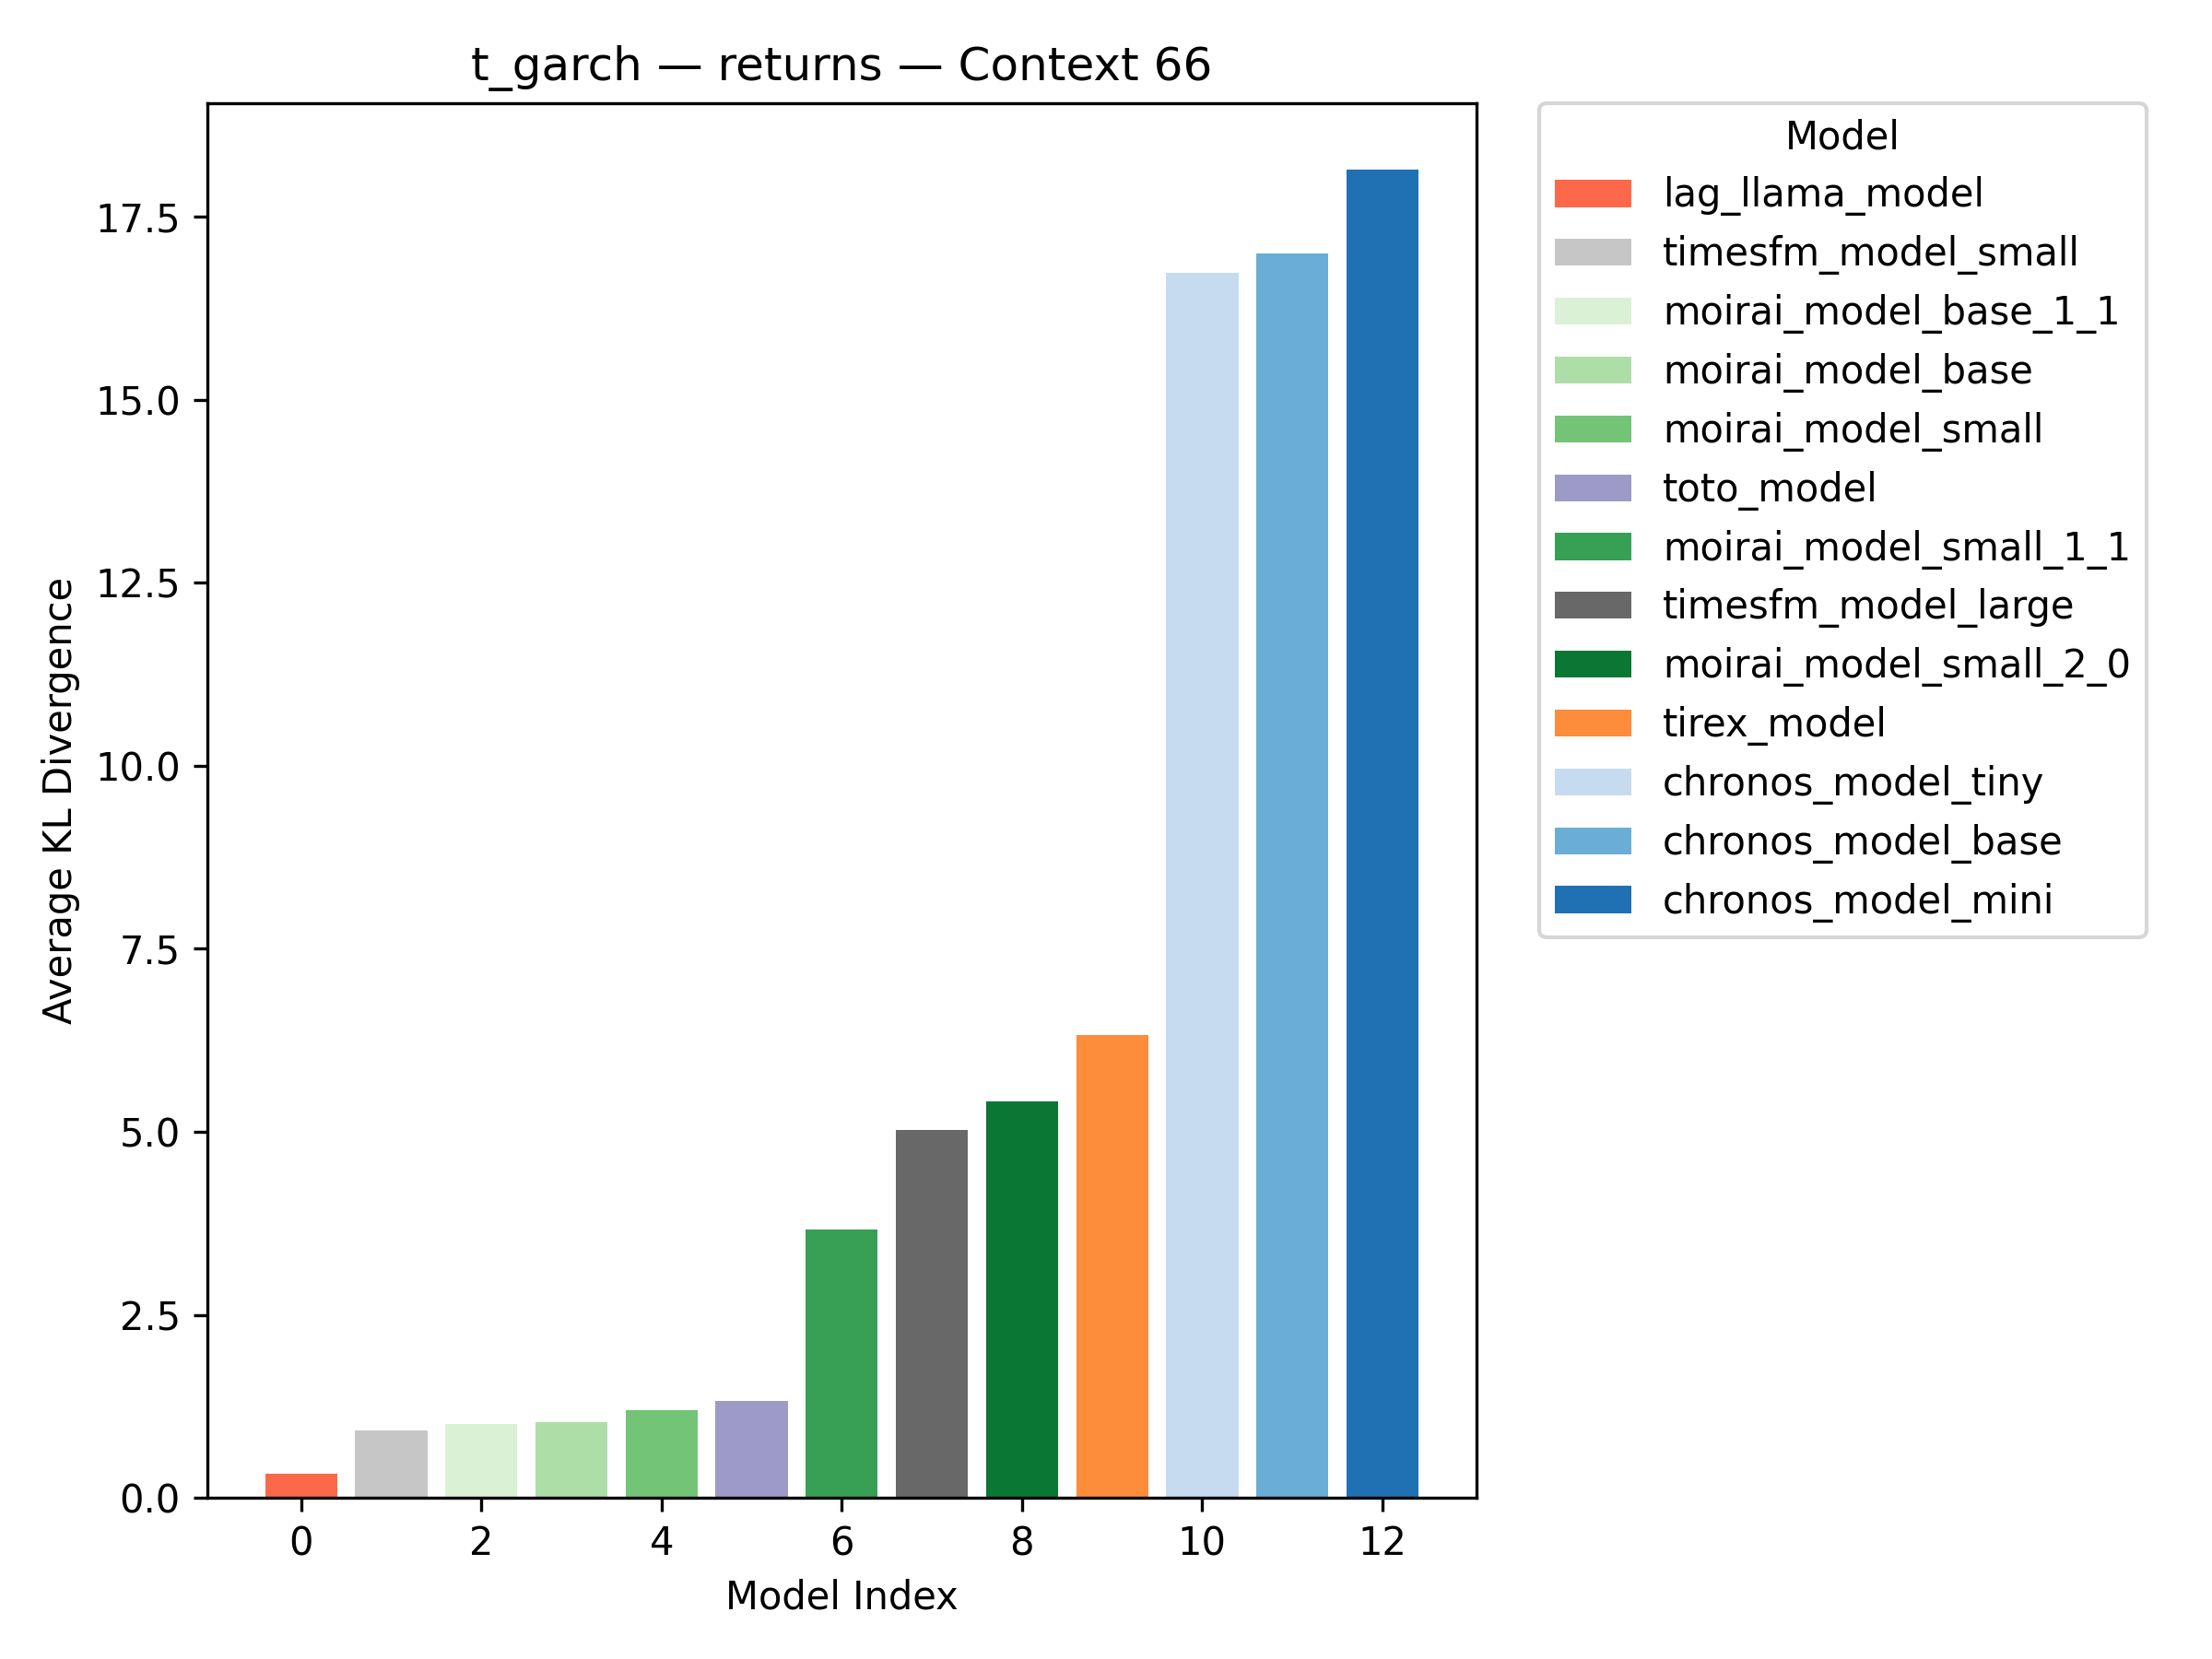 t_garch — returns — Context 66
Average KL Divergence
17.5
15.0
12.5
10.0
7.5
5.0
2.5
0.0
0 2 4 6 8 10 12
Model Index
Model
lag_llama_model
timesfm_model_small
moirai_model_base_1_1
moirai_model_base
moirai_model_small
toto_model
moirai_model_small_1_1
timesfm_model_large
moirai_model_small_2_0
tirex_model
chronos_model_tiny
chronos_model_base
chronos_model_mini